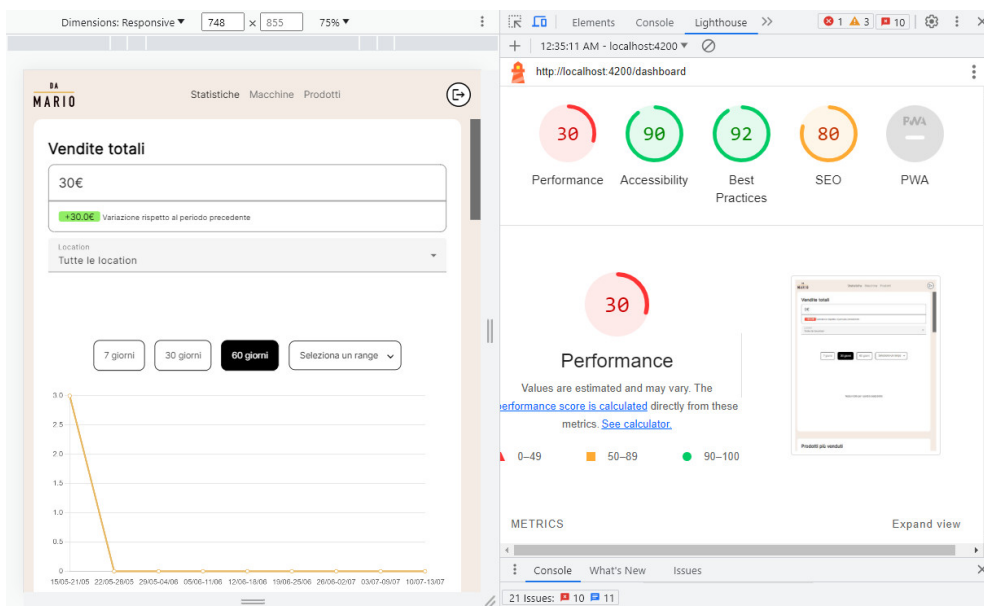 Dimensions: Responsive ▼ 748 × 855 75% ▼
DA
MARIO
Statistiche Macchine Prodotti
Vendite totali
30€
+30.0€ Variazione rispetto al periodo precedente
Location
Tutte le location
7 giorni 30 giorni 60 giorni Seleziona un range
3.0
2.5
2.0
1.5
1.0
0.5
0
15/05-21/05 22/05-28/05 29/05-04/06 05/06-11/06 12/06-18/06 19/06-25/06 26/06-02/07 03/07-09/07 10/07-13/07
Elements Console Lighthouse 1 3 10
12:35:11 AM - localhost:4200 ▼
http://localhost:4200/dashboard
30 90 92 80 PWA
Performance Accessibility Best Practices SEO PWA
30
Performance
Values are estimated and may vary. The
performance score is calculated directly from these
metrics. See calculator.
0–49 50–89 90–100
MARIO
Vendite totali
Prodotti più venduti
METRICS Expand view
Console What's New Issues
21 Issues: 10 11